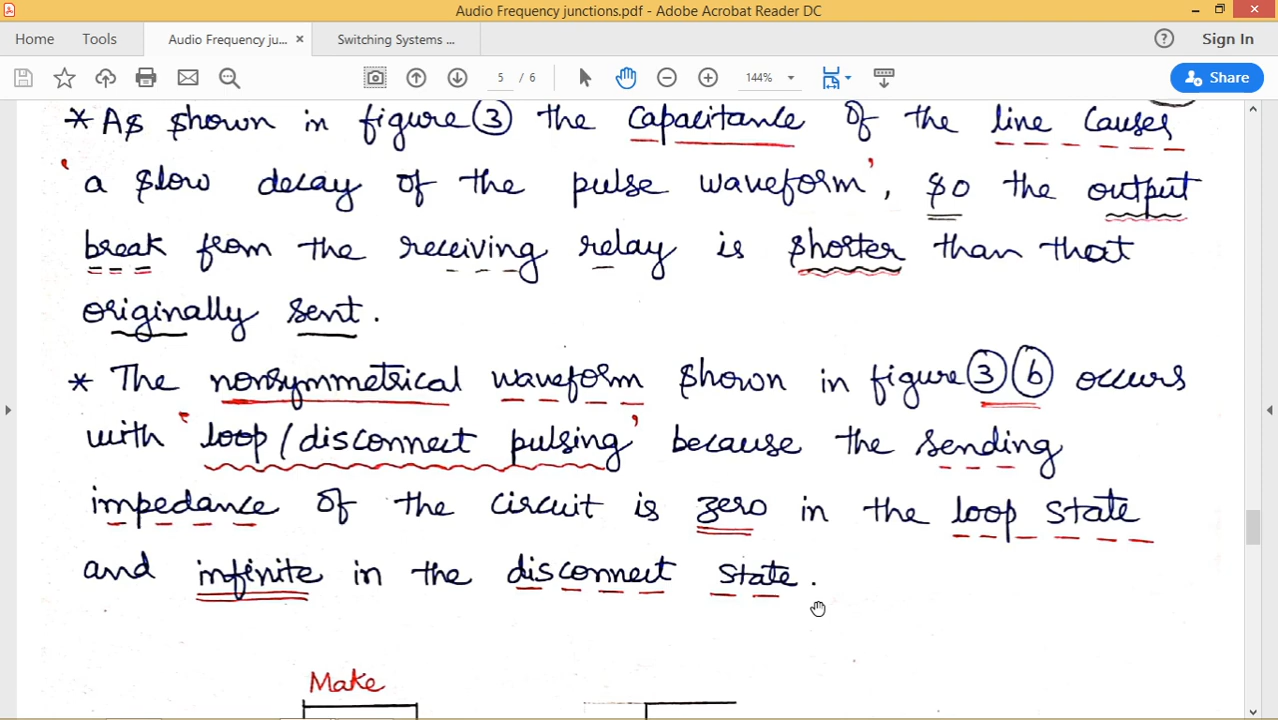 Audio Frequency junctions.pdf - Adobe Acrobat Reader DC
Home Tools Audio Frequency ju... × Switching Systems ... Sign In
5 / 6 144% Share
* As shown in figure (3) the capacitance of the line causes
'a slow decay of the pulse waveform', so the output
break from the receiving relay is shorter than that
originally sent.
* The nonsymmetrical waveform shown in figure (3) (b) occurs
with 'loop/disconnect pulsing' because the sending
impedance of the circuit is zero in the loop state
and infinite in the disconnect state.
Make